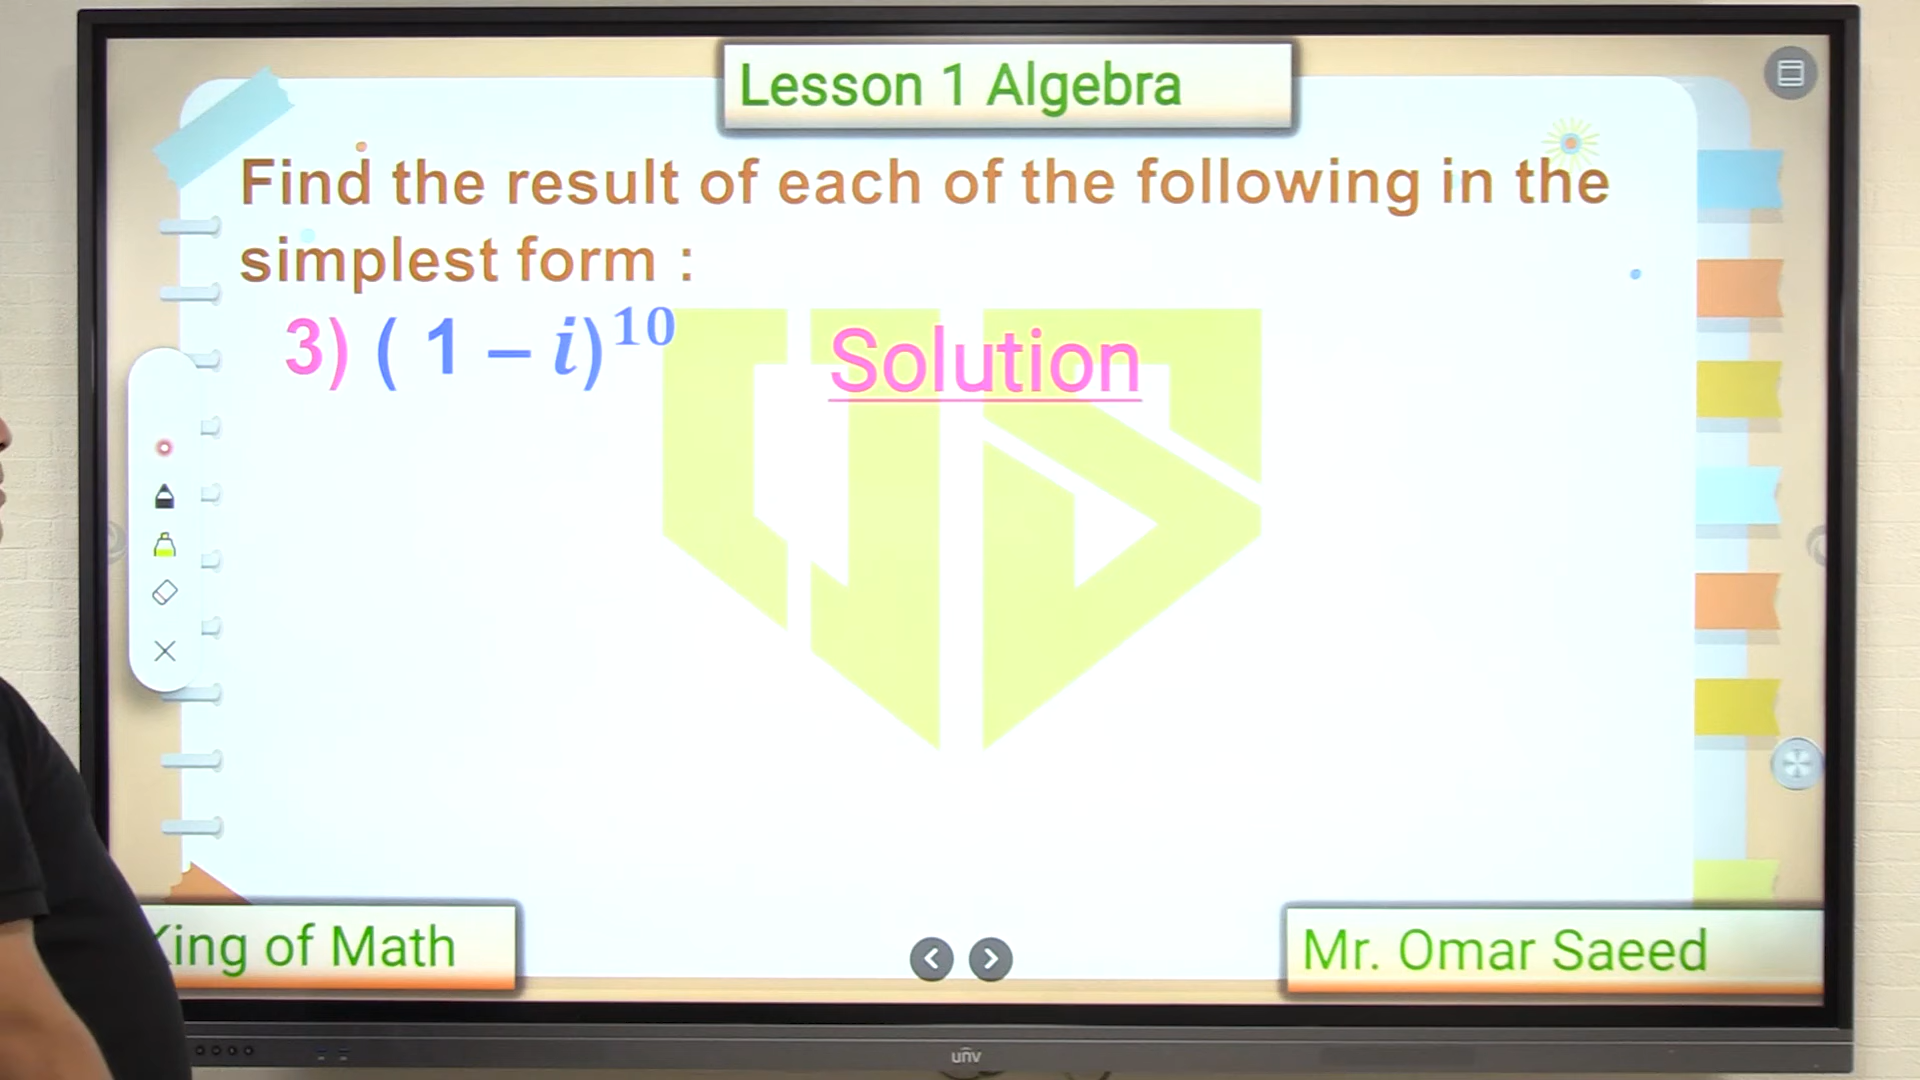 Lesson 1 Algebra
Find the result of each of the following in the
simplest form :
3) ( 1 – i)¹⁰
Solution
King of Math
Mr. Omar Saeed
unv